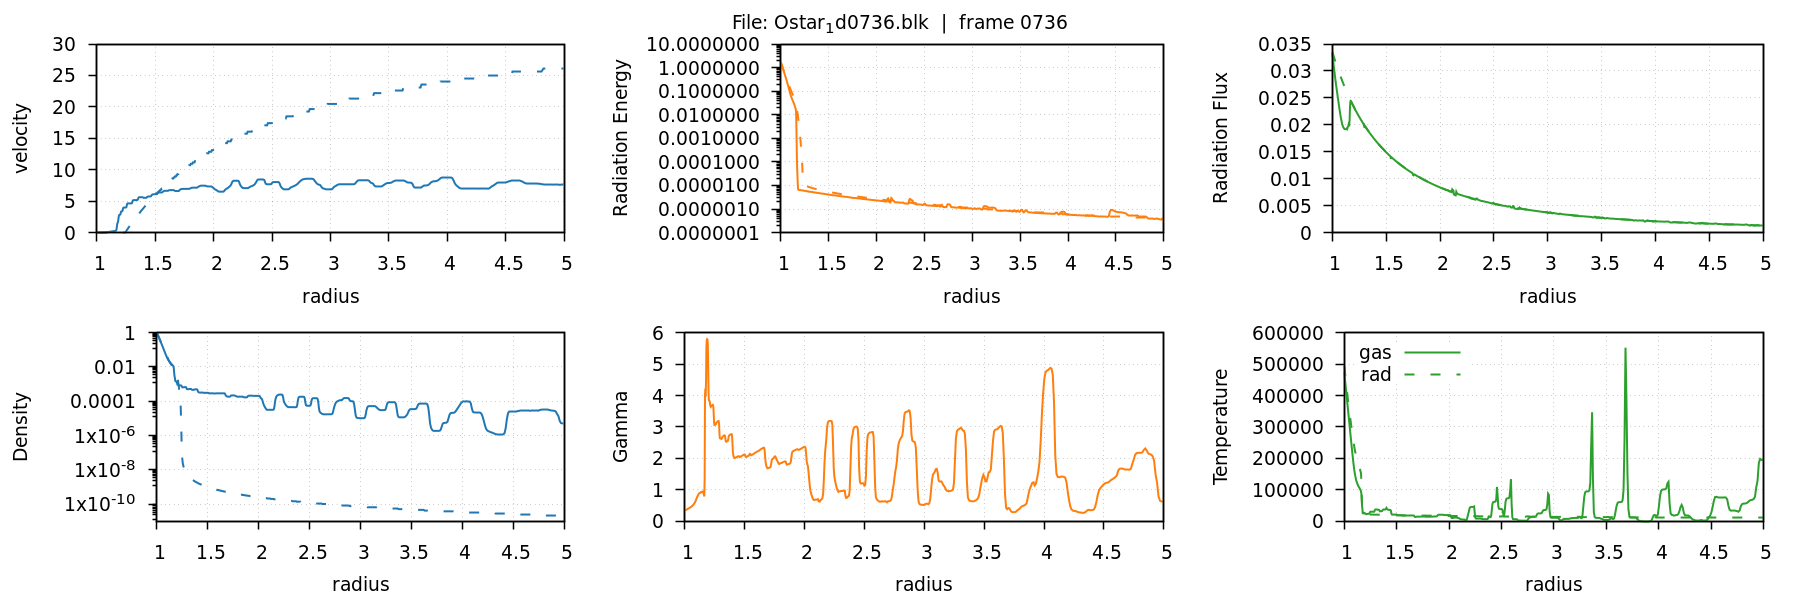 File: Ostar₁d0736.blk | frame 0736
velocity
30
25
20
15
10
5
0
1 1.5 2 2.5 3 3.5 4 4.5 5
radius
Radiation Energy
10.0000000
1.0000000
0.1000000
0.0100000
0.0010000
0.0001000
0.0000100
0.0000010
0.0000001
1 1.5 2 2.5 3 3.5 4 4.5 5
radius
Radiation Flux
0.035
0.03
0.025
0.02
0.015
0.01
0.005
0
1 1.5 2 2.5 3 3.5 4 4.5 5
radius
Density
1
0.01
0.0001
1x10⁻⁶
1x10⁻⁸
1x10⁻¹⁰
1 1.5 2 2.5 3 3.5 4 4.5 5
radius
Gamma
6
5
4
3
2
1
0
1 1.5 2 2.5 3 3.5 4 4.5 5
radius
Temperature
600000
500000
400000
300000
200000
100000
0
gas
rad
1 1.5 2 2.5 3 3.5 4 4.5 5
radius